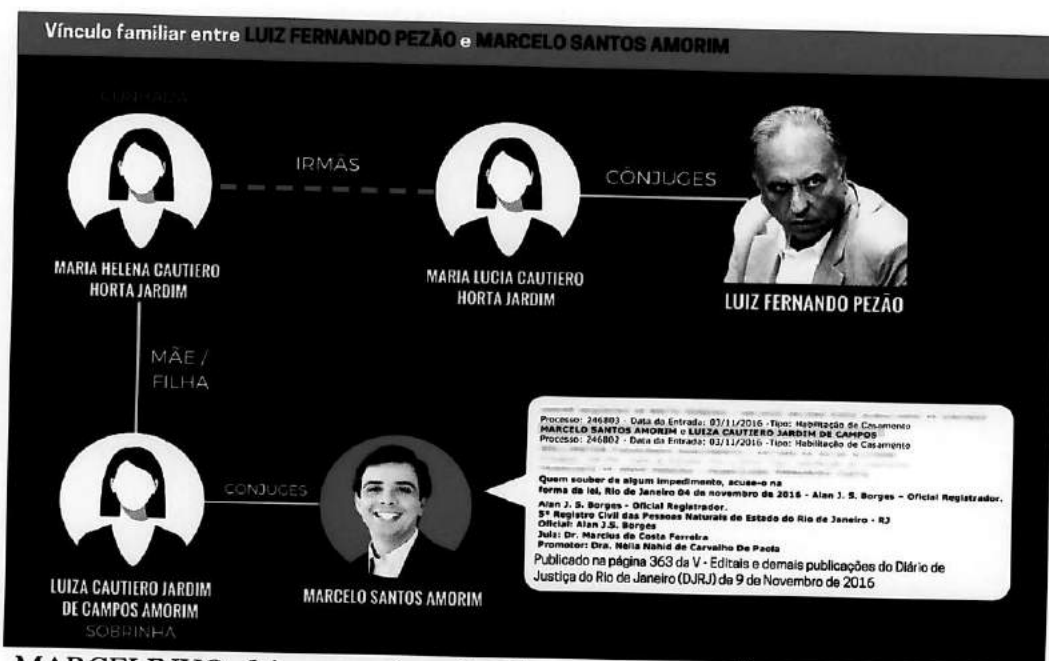 Vínculo familiar entre LUIZ FERNANDO PEZÃO e MARCELO SANTOS AMORIM
CUNHADA
IRMÃS
CÔNJUGES
MARIA HELENA CAUTIERO
HORTA JARDIM
MARIA LUCIA CAUTIERO
HORTA JARDIM
LUIZ FERNANDO PEZÃO
MÃE /
FILHA
Processo: 246803 - Data da Entrada: 03/11/2016 -Tipo: Habilitação de Casamento
MARCELO SANTOS AMORIM e LUIZA CAUTIERO JARDIM DE CAMPOS
Processo: 246802 - Data da Entrada: 03/11/2016 -Tipo: Habilitação de Casamento
Quem souber de algum impedimento, acuse-o na
forma da lei, Rio de Janeiro 04 de novembro de 2016 - Alan J. S. Borges – Oficial Registrador.
Alan J. S. Borges - Oficial Registrador.
5º Registro Civil das Pessoas Naturais do Estado do Rio de Janeiro - RJ
Oficial: Alan J.S. Borges
Juiz: Dr. Marcius da Costa Ferreira
Promotor: Dra. Nelia Nahid de Carvalho De Paola
Publicado na página 363 da V - Editais e demais publicações do Diário de
Justiça do Rio de Janeiro (DJRJ) da 9 de Novembro de 2016
CONJUGES
LUIZA CAUTIERO JARDIM
DE CAMPOS AMORIM
SOBRINHA
MARCELO SANTOS AMORIM